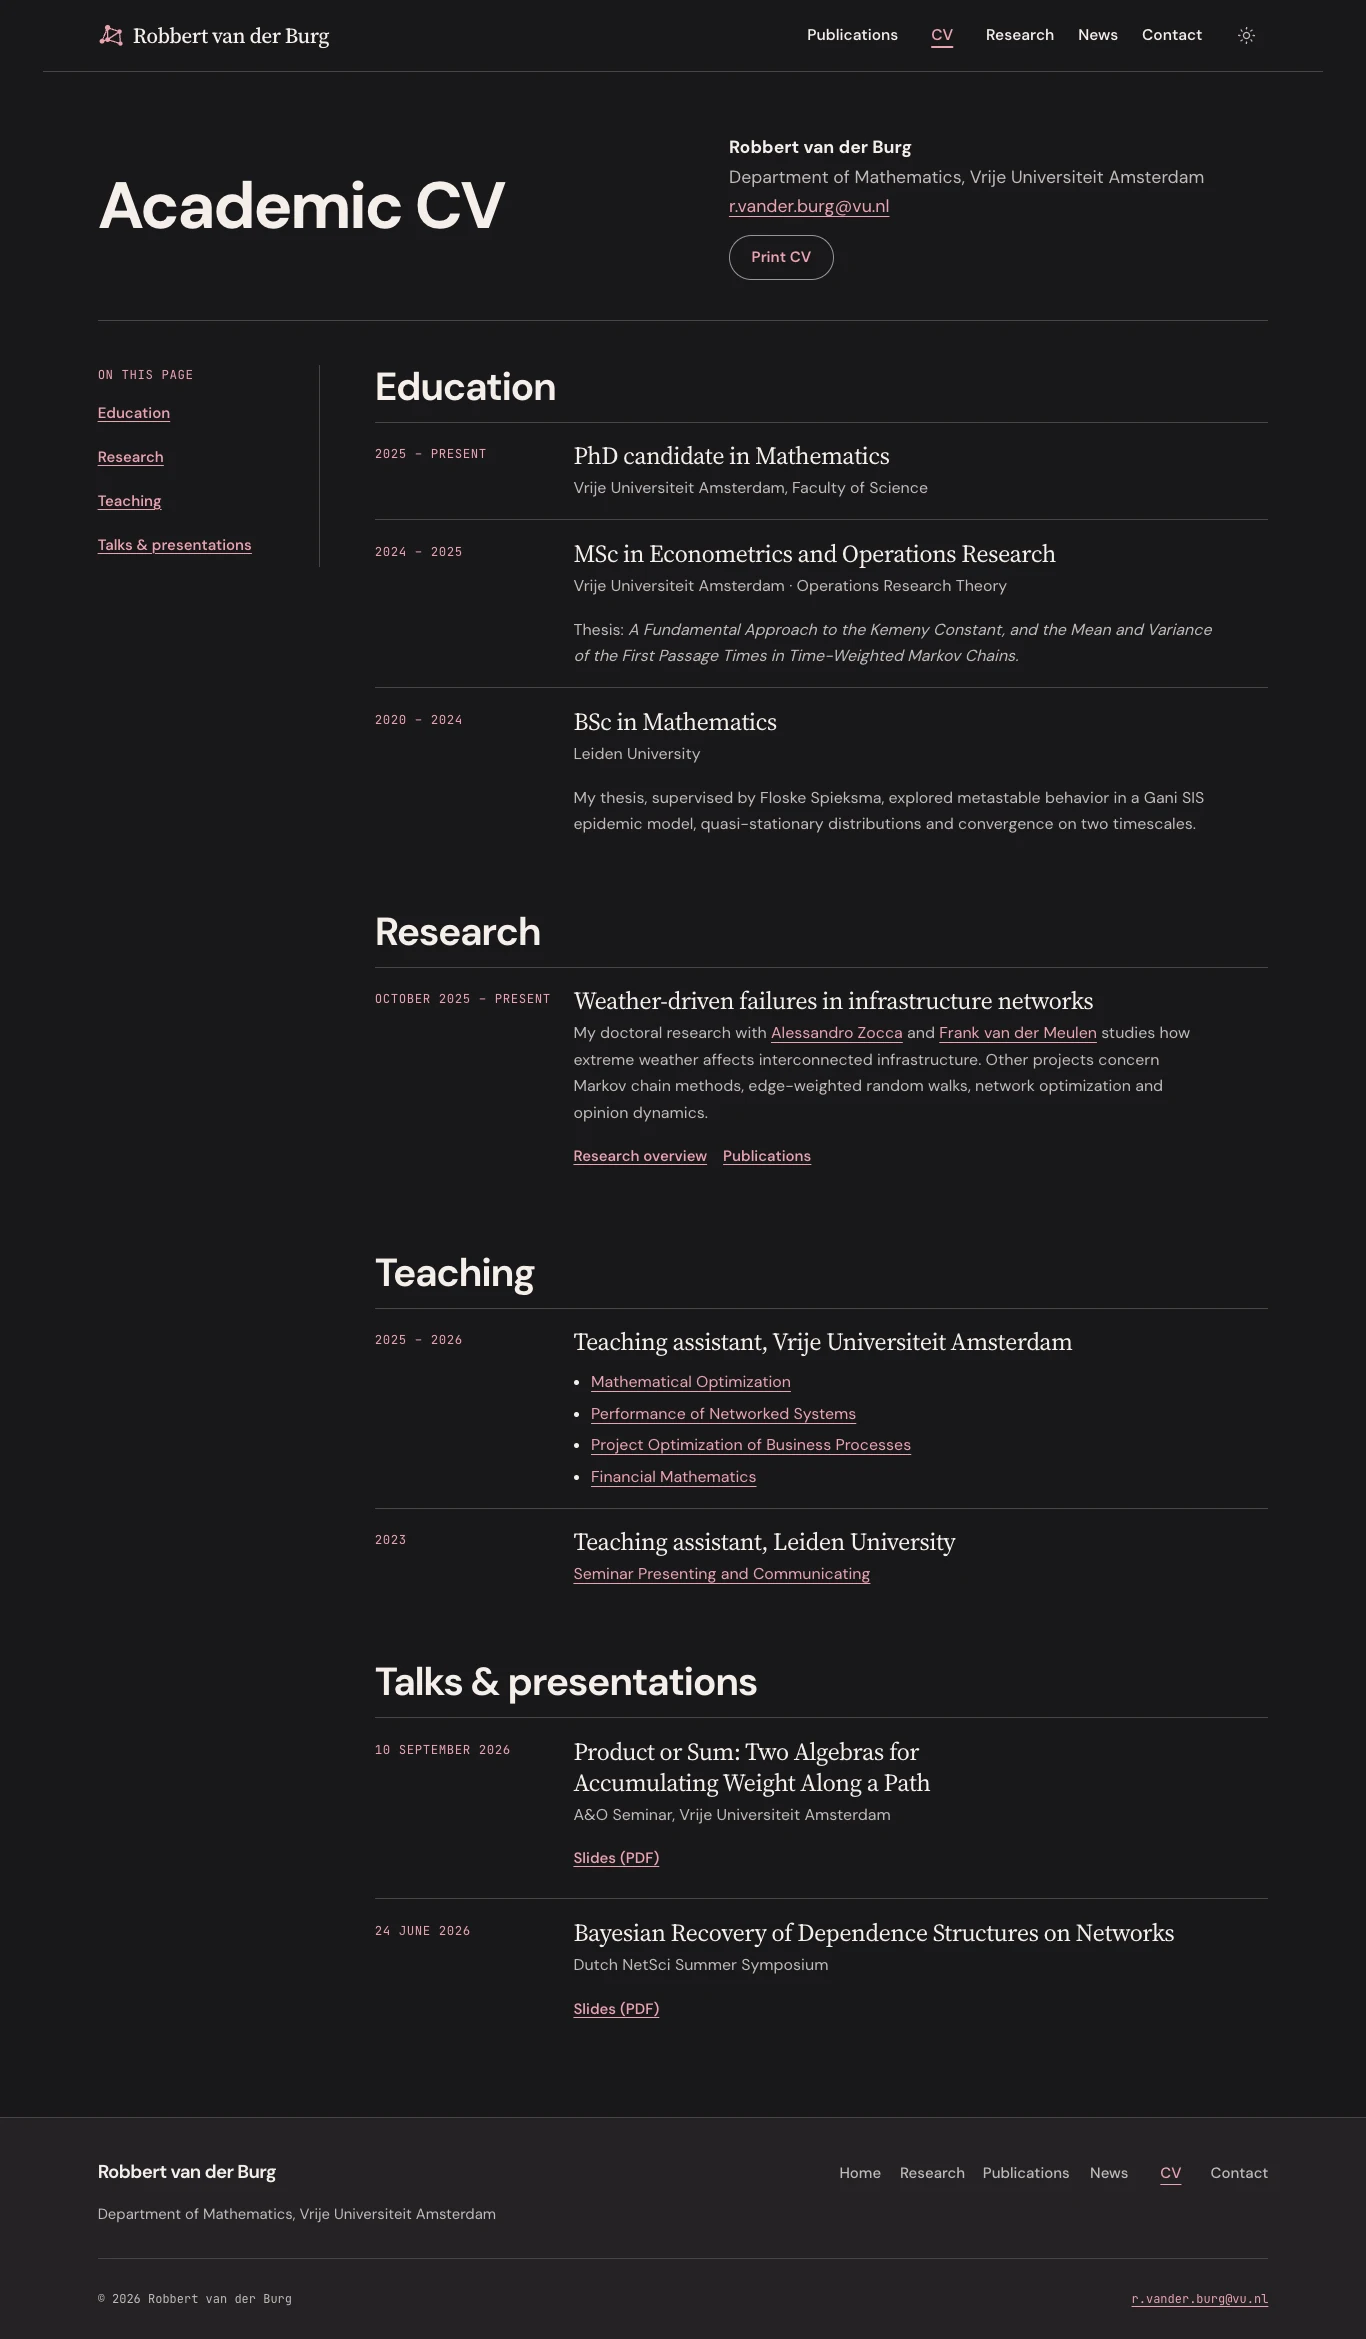 Robbert van der Burg
Publications CV Research News Contact
Academic CV
Robbert van der Burg
Department of Mathematics, Vrije Universiteit Amsterdam
r.vander.burg@vu.nl
Print CV
ON THIS PAGE
Education
Research
Teaching
Talks & presentations
Education
2025 – PRESENT
PhD candidate in Mathematics
Vrije Universiteit Amsterdam, Faculty of Science
2024 – 2025
MSc in Econometrics and Operations Research
Vrije Universiteit Amsterdam · Operations Research Theory
Thesis: A Fundamental Approach to the Kemeny Constant, and the Mean and Variance
of the First Passage Times in Time-Weighted Markov Chains.
2020 – 2024
BSc in Mathematics
Leiden University
My thesis, supervised by Floske Spieksma, explored metastable behavior in a Gani SIS
epidemic model, quasi-stationary distributions and convergence on two timescales.
Research
OCTOBER 2025 – PRESENT
Weather-driven failures in infrastructure networks
My doctoral research with Alessandro Zocca and Frank van der Meulen studies how
extreme weather affects interconnected infrastructure. Other projects concern
Markov chain methods, edge-weighted random walks, network optimization and
opinion dynamics.
Research overview Publications
Teaching
2025 – 2026
Teaching assistant, Vrije Universiteit Amsterdam
• Mathematical Optimization
• Performance of Networked Systems
• Project Optimization of Business Processes
• Financial Mathematics
2023
Teaching assistant, Leiden University
Seminar Presenting and Communicating
Talks & presentations
10 SEPTEMBER 2026
Product or Sum: Two Algebras for
Accumulating Weight Along a Path
A&O Seminar, Vrije Universiteit Amsterdam
Slides (PDF)
24 JUNE 2026
Bayesian Recovery of Dependence Structures on Networks
Dutch NetSci Summer Symposium
Slides (PDF)
Robbert van der Burg
Home Research Publications News CV Contact
Department of Mathematics, Vrije Universiteit Amsterdam
© 2026 Robbert van der Burg
r.vander.burg@vu.nl